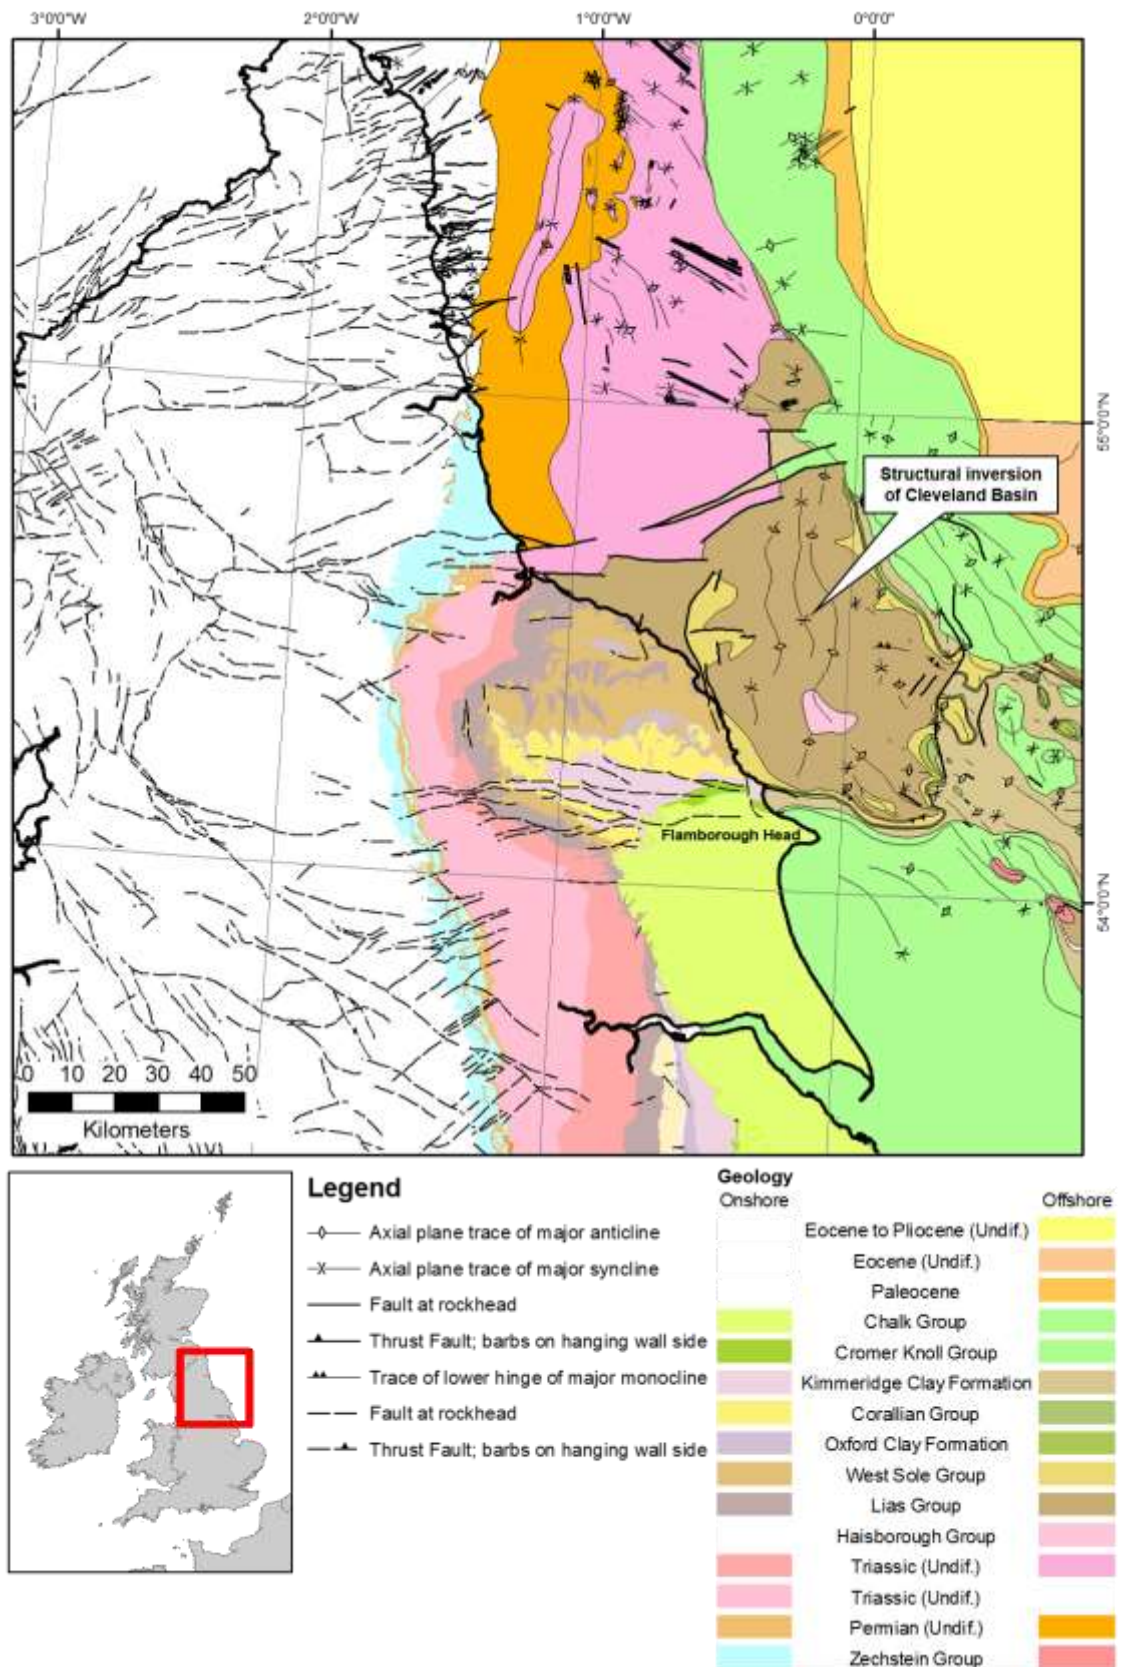 3°0'0"W 2°0'0"W 1°0'0"W 0°0'0"
55°0'0"N
Structural inversion
of Cleveland Basin
Flamborough Head
54°0'0"N
0 10 20 30 40 50
Kilometers
Legend
Axial plane trace of major anticline
Axial plane trace of major syncline
Fault at rockhead
Thrust Fault; barbs on hanging wall side
Trace of lower hinge of major monocline
Fault at rockhead
Thrust Fault; barbs on hanging wall side
Geology
Onshore Offshore
Eocene to Pliocene (Undif.)
Eocene (Undif.)
Paleocene
Chalk Group
Cromer Knoll Group
Kimmeridge Clay Formation
Corallian Group
Oxford Clay Formation
West Sole Group
Lias Group
Haisborough Group
Triassic (Undif.)
Triassic (Undif.)
Permian (Undif.)
Zechstein Group